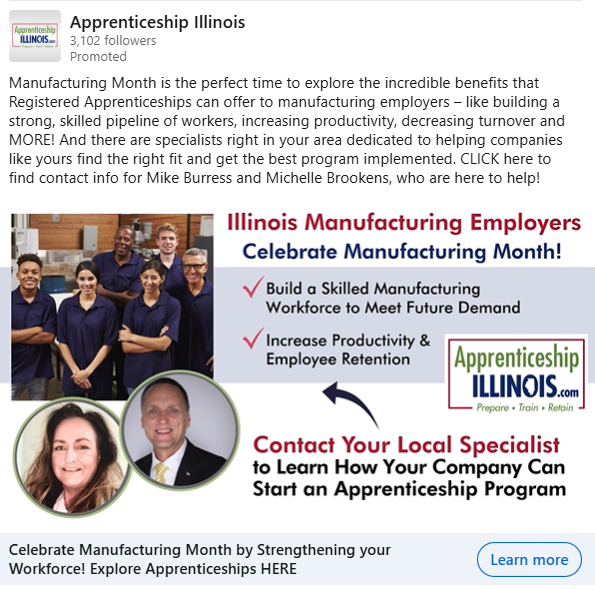 Apprenticeship Illinois
3,102 followers
Promoted
Manufacturing Month is the perfect time to explore the incredible benefits that
Registered Apprenticeships can offer to manufacturing employers – like building a
strong, skilled pipeline of workers, increasing productivity, decreasing turnover and
MORE! And there are specialists right in your area dedicated to helping companies
like yours find the right fit and get the best program implemented. CLICK here to
find contact info for Mike Burress and Michelle Brookens, who are here to help!
Apprenticeship
ILLINOIS.com
Prepare • Train • Retain
Illinois Manufacturing Employers
Celebrate Manufacturing Month!
Build a Skilled Manufacturing
Workforce to Meet Future Demand
Increase Productivity &
Employee Retention
Apprenticeship
ILLINOIS.com
Prepare • Train • Retain
Contact Your Local Specialist
to Learn How Your Company Can
Start an Apprenticeship Program
Celebrate Manufacturing Month by Strengthening your
Workforce! Explore Apprenticeships HERE
Learn more